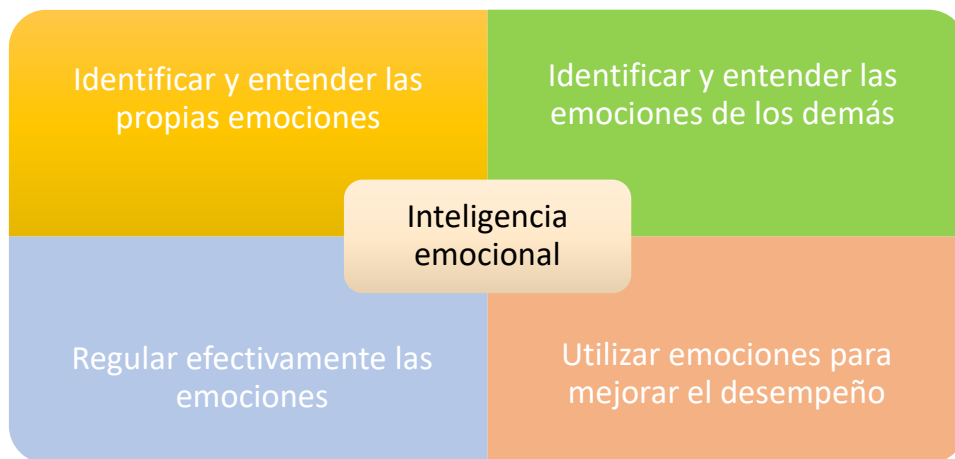 Identificar y entender las
propias emociones
Identificar y entender las
emociones de los demás
Inteligencia
emocional
Regular efectivamente las
emociones
Utilizar emociones para
mejorar el desempeño